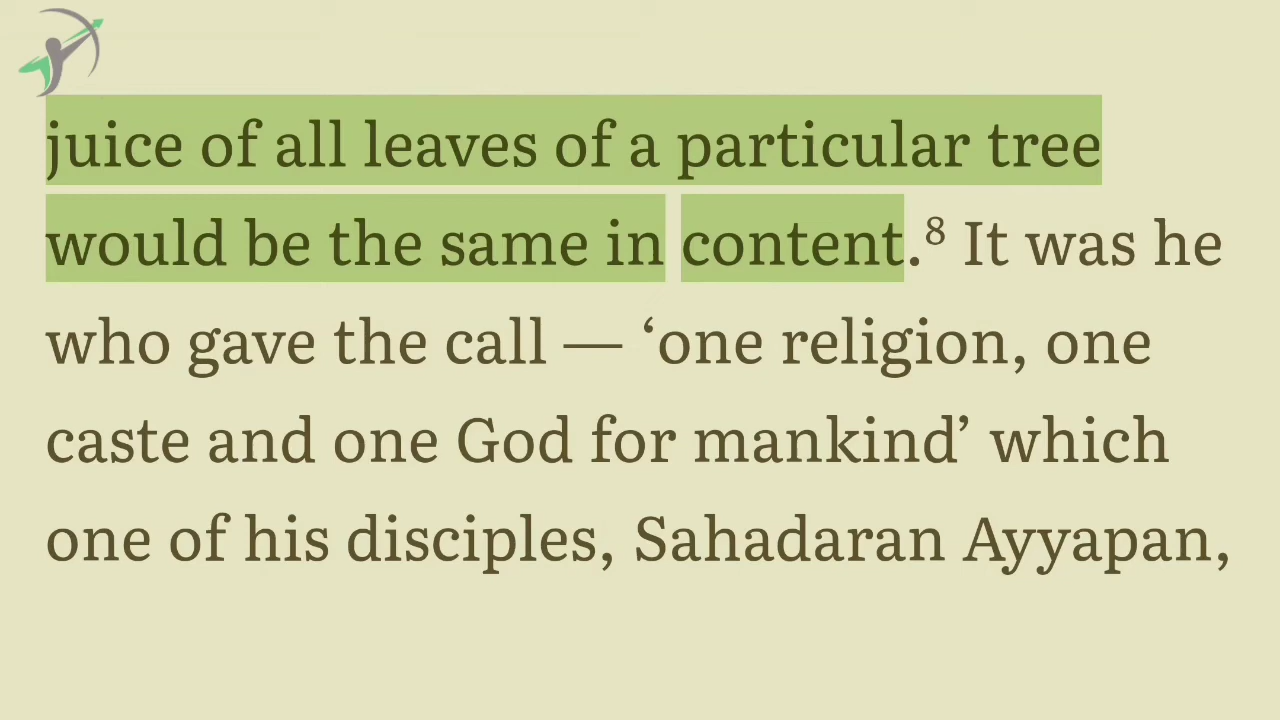 juice of all leaves of a particular tree
would be the same in content.⁸ It was he
who gave the call — ‘one religion, one
caste and one God for mankind’ which
one of his disciples, Sahadaran Ayyapan,